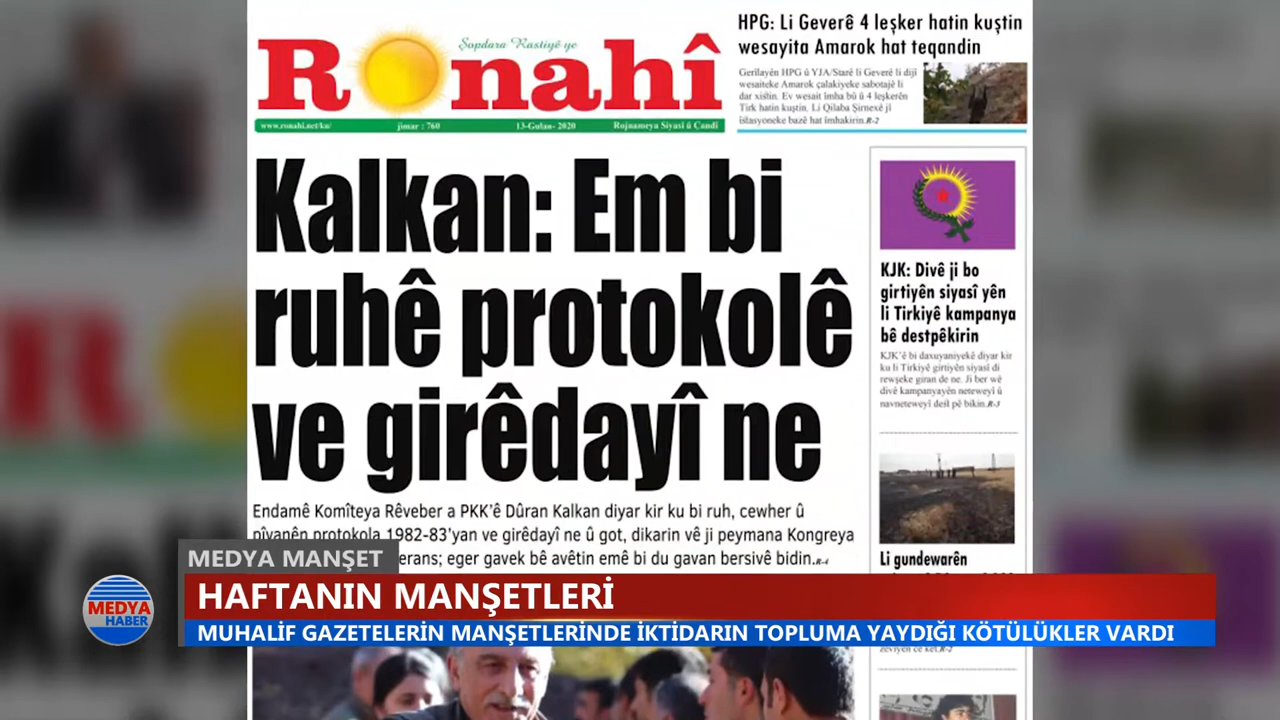 Şopdara Rastiyê ye
Ronahî
www.ronahi.net/ku/ jimar : 760 13-Gulan- 2020 Rojnameya Siyasî û Çandî
HPG: Li Geverê 4 leşker hatin kuştin
wesayita Amarok hat teqandin
Gerîlayên HPG û YJA/Starê li Geverê li dijî
wesaiteke Amarok çalakiyeke sabotajê li
dar xistin. Ev wesait îmha bû û 4 leşkerên
Tirk hatin kuştin. Li Qilaba Şirnexê jî
îstasyoneke bazê hat îmhakirin.R-2
Kalkan: Em bi
ruhê protokolê
ve girêdayî ne
Endamê Komîteya Rêveber a PKK'ê Dûran Kalkan diyar kir ku bi ruh, cewher û
pîvanên protokola 1982-83'yan ve girêdayî ne û got, dikarin vê ji peymana Kongreya
erans; eger gavek bê avêtin emê bi du gavan bersivê bidin.R-4
KJK: Divê ji bo
girtiyên siyasî yên
li Tirkiyê kampanya
bê destpêkirin
KJK'ê bi daxuyaniyekê diyar kir
ku li Tirkiyê girtiyên siyasî di
rewşeke giran de ne. Ji ber wê
divê kampanyayên neteweyî û
navneteweyî dest pê bikin.R-3
Li gundewarên
MEDYA MANŞET
HAFTANIN MANŞETLERİ
MUHALİF GAZETELERİN MANŞETLERİNDE İKTİDARIN TOPLUMA YAYDIĞI KÖTÜLÜKLER VARDI
MEDYA
HABER